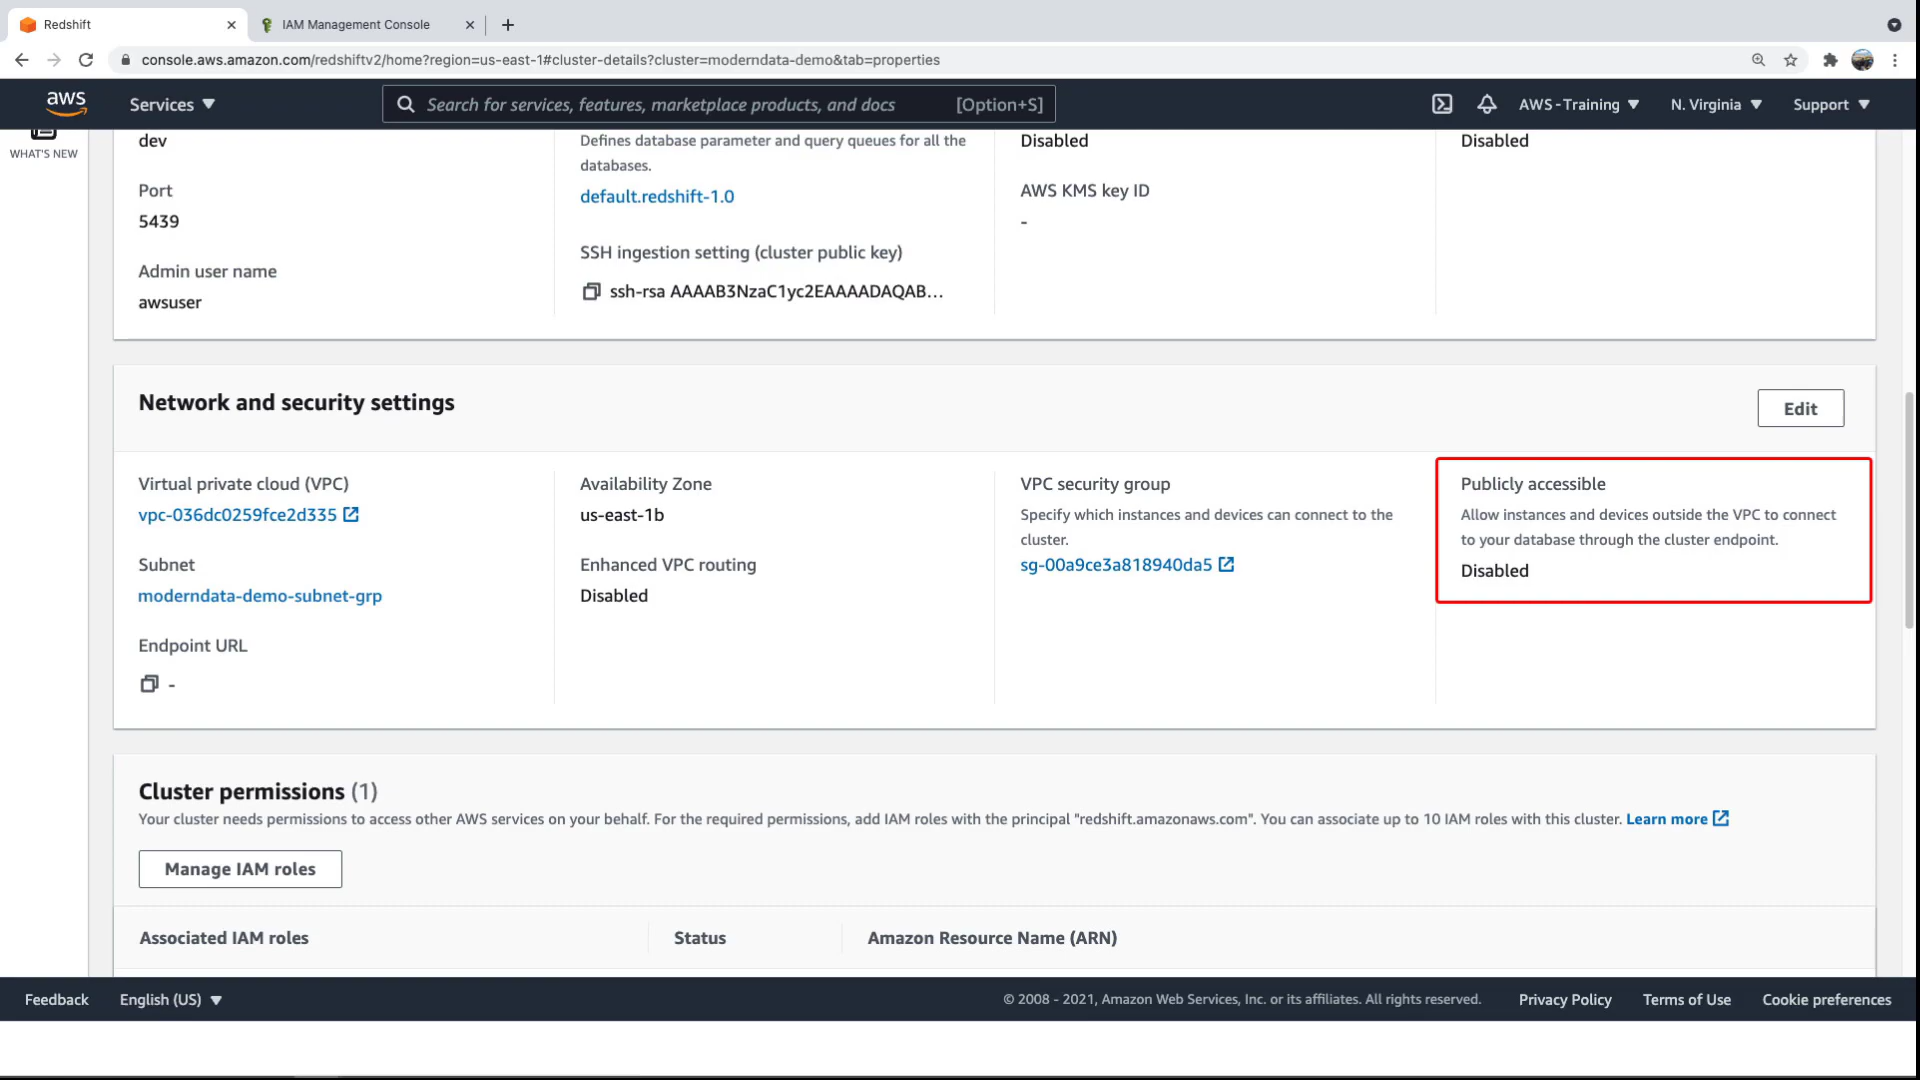 Redshift
IAM Management Console
console.aws.amazon.com/redshiftv2/home?region=us-east-1#cluster-details?cluster=moderndata-demo&tab=properties
aws
Services
Search for services, features, marketplace products, and docs
[Option+S]
AWS-Training
N. Virginia
Support
WHAT'S NEW
dev
Port
5439
Admin user name
awsuser
Defines database parameter and query queues for all the
databases.
default.redshift-1.0
SSH ingestion setting (cluster public key)
ssh-rsa AAAAB3NzaC1yc2EAAAADAQAB...
Disabled
AWS KMS key ID
-
Disabled
Network and security settings
Edit
Virtual private cloud (VPC)
vpc-036dc0259fce2d335
Subnet
moderndata-demo-subnet-grp
Endpoint URL
-
Availability Zone
us-east-1b
Enhanced VPC routing
Disabled
VPC security group
Specify which instances and devices can connect to the
cluster.
sg-00a9ce3a818940da5
Publicly accessible
Allow instances and devices outside the VPC to connect
to your database through the cluster endpoint.
Disabled
Cluster permissions (1)
Your cluster needs permissions to access other AWS services on your behalf. For the required permissions, add IAM roles with the principal "redshift.amazonaws.com". You can associate up to 10 IAM roles with this cluster. Learn more
Manage IAM roles
Associated IAM roles
Status
Amazon Resource Name (ARN)
Feedback
English (US)
© 2008 - 2021, Amazon Web Services, Inc. or its affiliates. All rights reserved.
Privacy Policy
Terms of Use
Cookie preferences